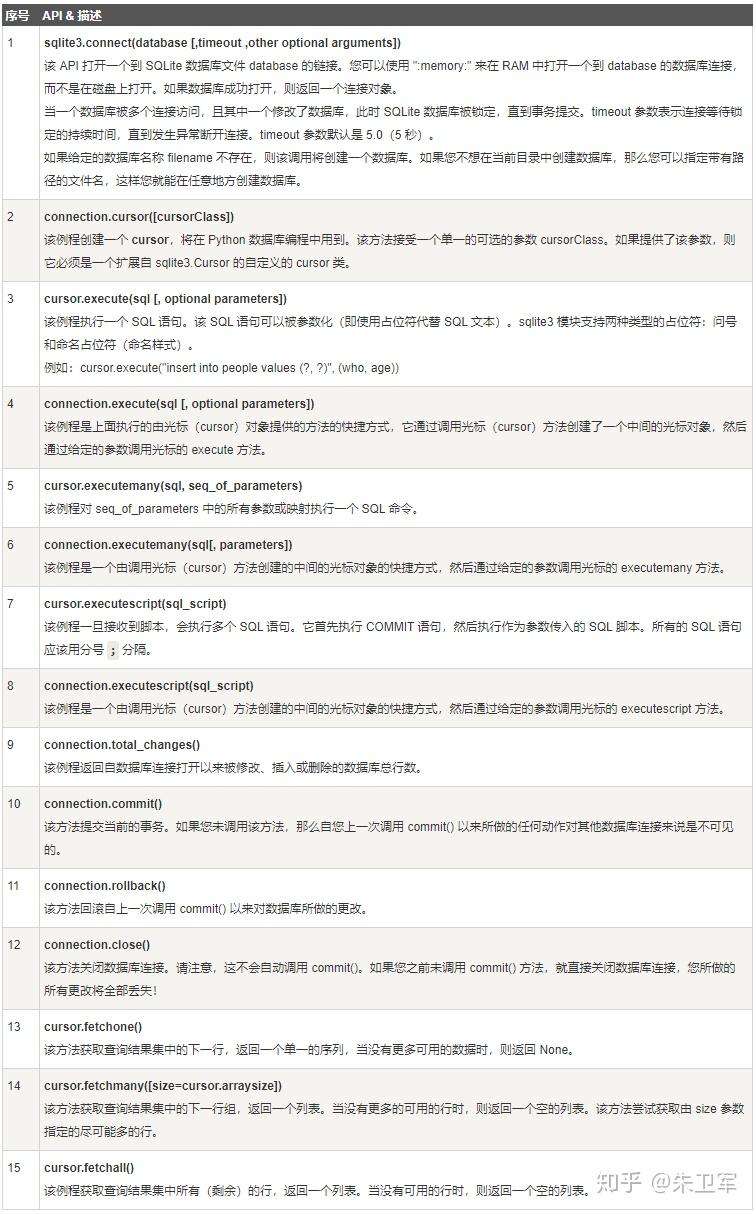 序号 API & 描述
1 sqlite3.connect(database [,timeout ,other optional arguments])
该 API 打开一个到 SQLite 数据库文件 database 的链接。您可以使用 ":memory:" 来在 RAM 中打开一个到 database 的数据库连接，
而不是在磁盘上打开。如果数据库成功打开，则返回一个连接对象。
当一个数据库被多个连接访问，且其中一个修改了数据库，此时 SQLite 数据库被锁定，直到事务提交。timeout 参数表示连接等待锁
定的持续时间，直到发生异常断开连接。timeout 参数默认是 5.0（5 秒）。
如果给定的数据库名称 filename 不存在，则该调用将创建一个数据库。如果您不想在当前目录中创建数据库，那么您可以指定带有路
径的文件名，这样您就能在任意地方创建数据库。
2 connection.cursor([cursorClass])
该例程创建一个 cursor，将在 Python 数据库编程中用到。该方法接受一个单一的可选的参数 cursorClass。如果提供了该参数，则
它必须是一个扩展自 sqlite3.Cursor 的自定义的 cursor 类。
3 cursor.execute(sql [, optional parameters])
该例程执行一个 SQL 语句。该 SQL 语句可以被参数化（即使用占位符代替 SQL 文本）。sqlite3 模块支持两种类型的占位符：问号
和命名占位符（命名样式）。
例如：cursor.execute("insert into people values (?, ?)", (who, age))
4 connection.execute(sql [, optional parameters])
该例程是上面执行的由光标（cursor）对象提供的方法的快捷方式，它通过调用光标（cursor）方法创建了一个中间的光标对象，然后
通过给定的参数调用光标的 execute 方法。
5 cursor.executemany(sql, seq_of_parameters)
该例程对 seq_of_parameters 中的所有参数或映射执行一个 SQL 命令。
6 connection.executemany(sql[, parameters])
该例程是一个由调用光标（cursor）方法创建的中间的光标对象的快捷方式，然后通过给定的参数调用光标的 executemany 方法。
7 cursor.executescript(sql_script)
该例程一旦接收到脚本，会执行多个 SQL 语句。它首先执行 COMMIT 语句，然后执行作为参数传入的 SQL 脚本。所有的 SQL 语句
应该用分号 ; 分隔。
8 connection.executescript(sql_script)
该例程是一个由调用光标（cursor）方法创建的中间的光标对象的快捷方式，然后通过给定的参数调用光标的 executescript 方法。
9 connection.total_changes()
该例程返回自数据库连接打开以来被修改、插入或删除的数据库总行数。
10 connection.commit()
该方法提交当前的事务。如果您未调用该方法，那么自您上一次调用 commit() 以来所做的任何动作对其他数据库连接来说是不可见
的。
11 connection.rollback()
该方法回滚自上一次调用 commit() 以来对数据库所做的更改。
12 connection.close()
该方法关闭数据库连接。请注意，这不会自动调用 commit()。如果您之前未调用 commit() 方法，就直接关闭数据库连接，您所做的
所有更改将全部丢失！
13 cursor.fetchone()
该方法获取查询结果集中的下一行，返回一个单一的序列，当没有更多可用的数据时，则返回 None。
14 cursor.fetchmany([size=cursor.arraysize])
该方法获取查询结果集中的下一行组，返回一个列表。当没有更多的可用的行时，则返回一个空的列表。该方法尝试获取由 size 参数
指定的尽可能多的行。
15 cursor.fetchall()
该例程获取查询结果集中所有（剩余）的行，返回一个列表。当没有可用的行时，则返回一个空的列表。
知乎 @朱卫军